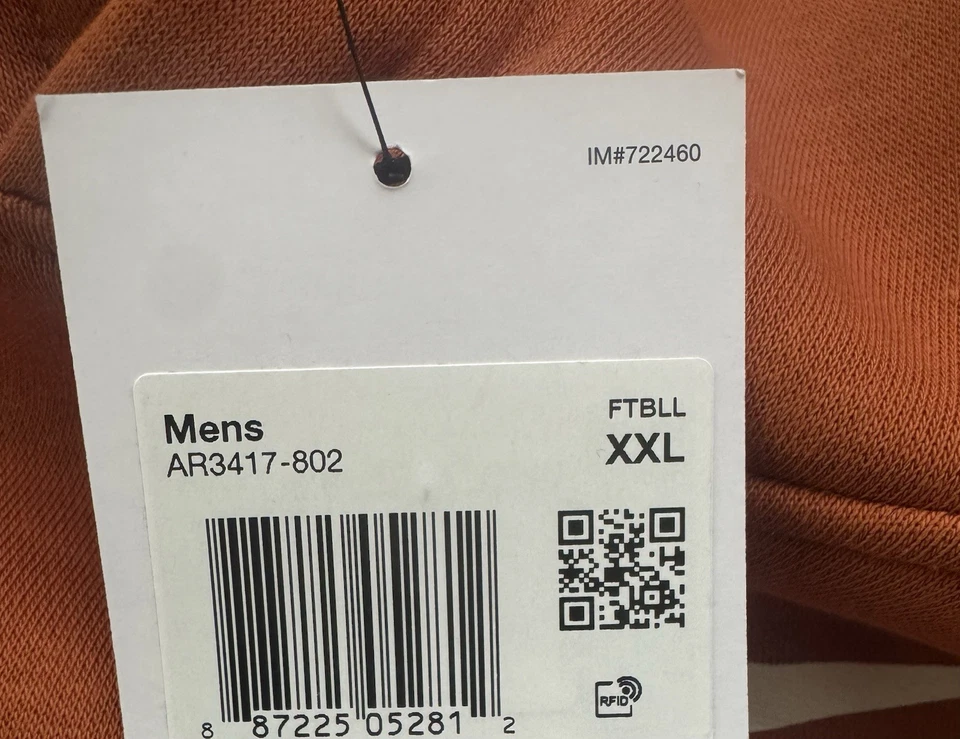 IM#722460
Mens
FTBLL
AR3417-802
XXL
RFID
8 87225 05281 2